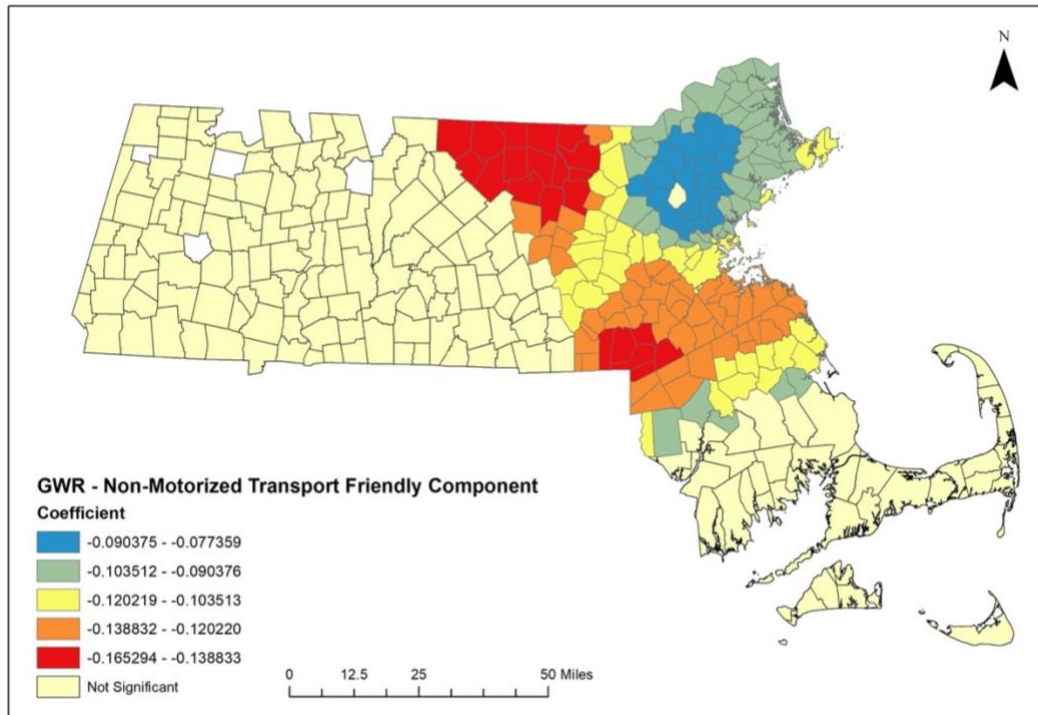 N
GWR - Non-Motorized Transport Friendly Component
Coefficient
-0.090375 - -0.077359
-0.103512 - -0.090376
-0.120219 - -0.103513
-0.138832 - -0.120220
-0.165294 - -0.138833
Not Significant
0 12.5 25 50 Miles